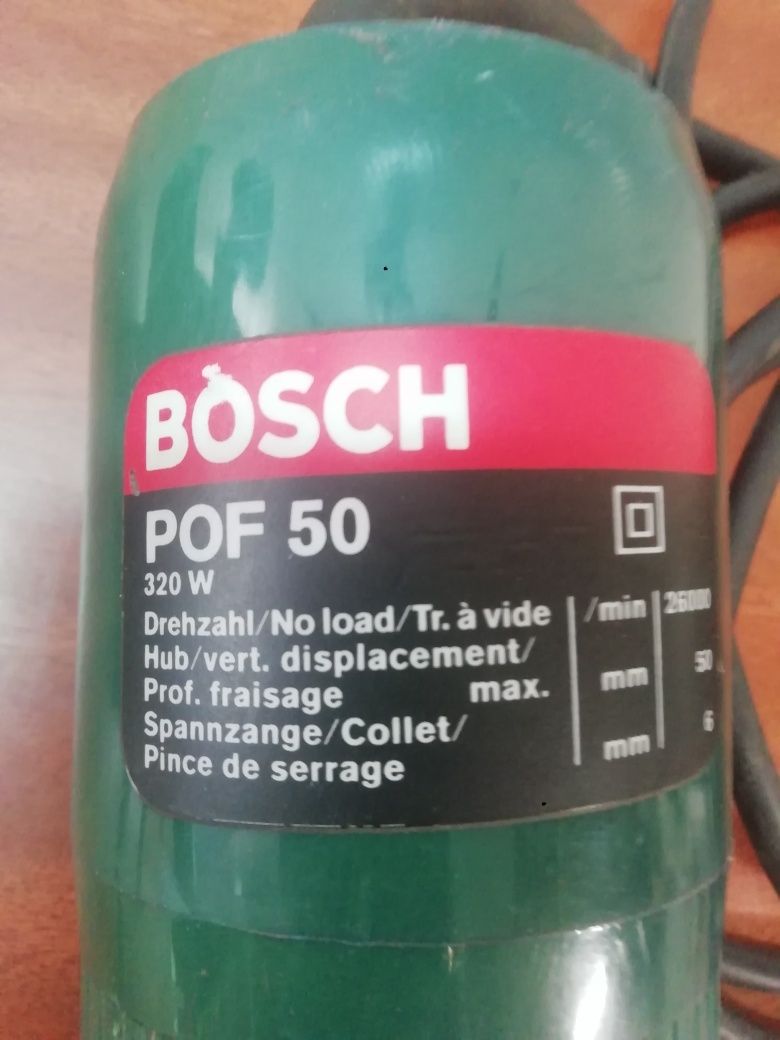 BOSCH
POF 50
320 W
Drehzahl/No load/Tr. à vide /min 26000
Hub/vert. displacement/
Prof. fraisage max. mm 50
Spannzange/Collet/
Pince de serrage mm 6